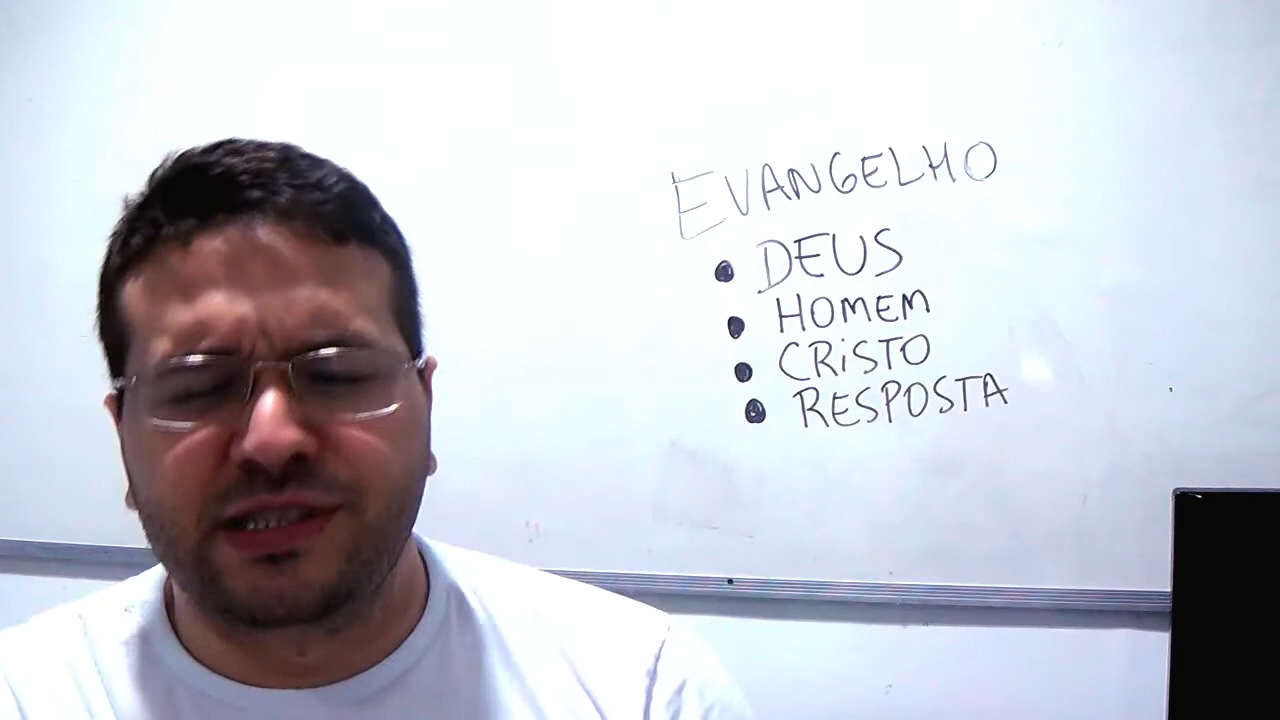 EVANGELHO
• DEUS
• HOMEM
• CRiSTO
• RESPOSTA